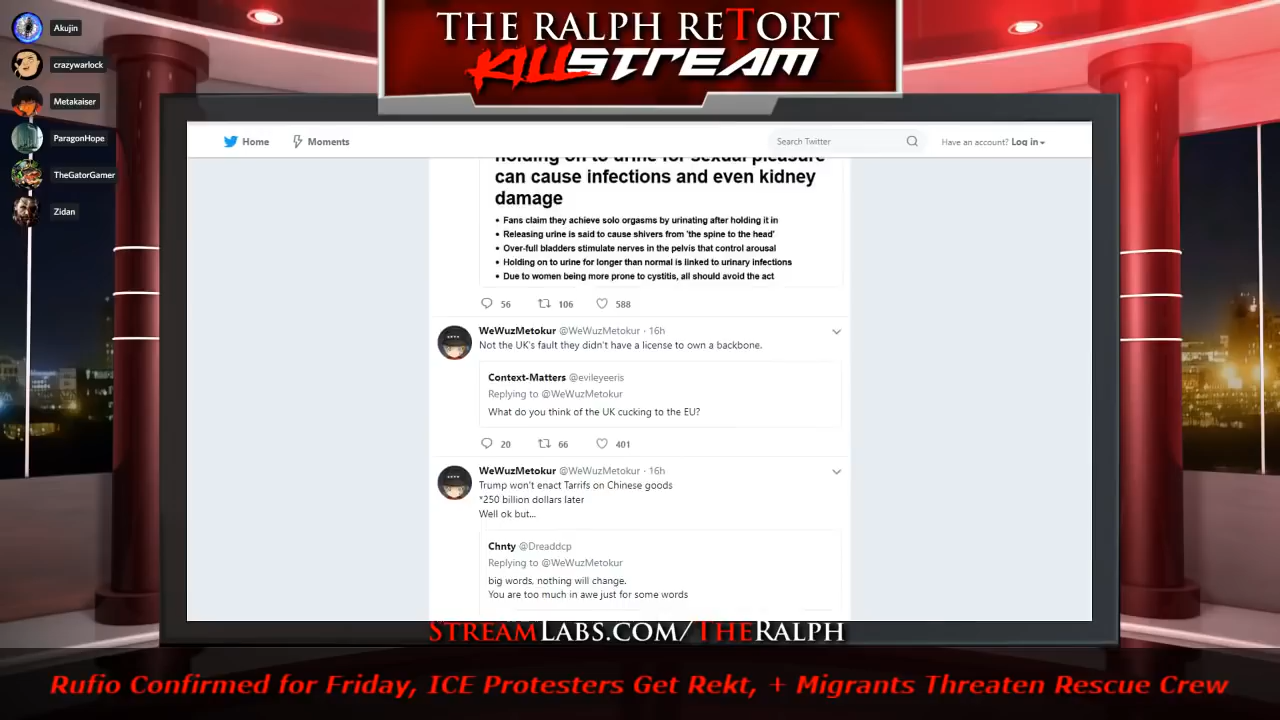 THE RALPH RETORT
KILLSTREAM
Akujin
crazywarlock
Metakaiser
ParagonHope
TheGatorGamer
Zidan
Home
Moments
Search Twitter
Have an account? Log in
holding on to urine for sexual pleasure
can cause infections and even kidney
damage
• Fans claim they achieve solo orgasms by urinating after holding it in
• Releasing urine is said to cause shivers from 'the spine to the head'
• Over-full bladders stimulate nerves in the pelvis that control arousal
• Holding on to urine for longer than normal is linked to urinary infections
• Due to women being more prone to cystitis, all should avoid the act
56 106 588
WeWuzMetokur @WeWuzMetokur · 16h
Not the UK's fault they didn't have a license to own a backbone.
Context-Matters @evileyeeris
Replying to @WeWuzMetokur
What do you think of the UK cucking to the EU?
20 66 401
WeWuzMetokur @WeWuzMetokur · 16h
Trump won't enact Tarrifs on Chinese goods
*250 billion dollars later
Well ok but...
Chnty @Dreaddcp
Replying to @WeWuzMetokur
big words, nothing will change.
You are too much in awe just for some words
STREAMLABS.COM/THERALPH
Rufio Confirmed for Friday, ICE Protesters Get Rekt, + Migrants Threaten Rescue Crew